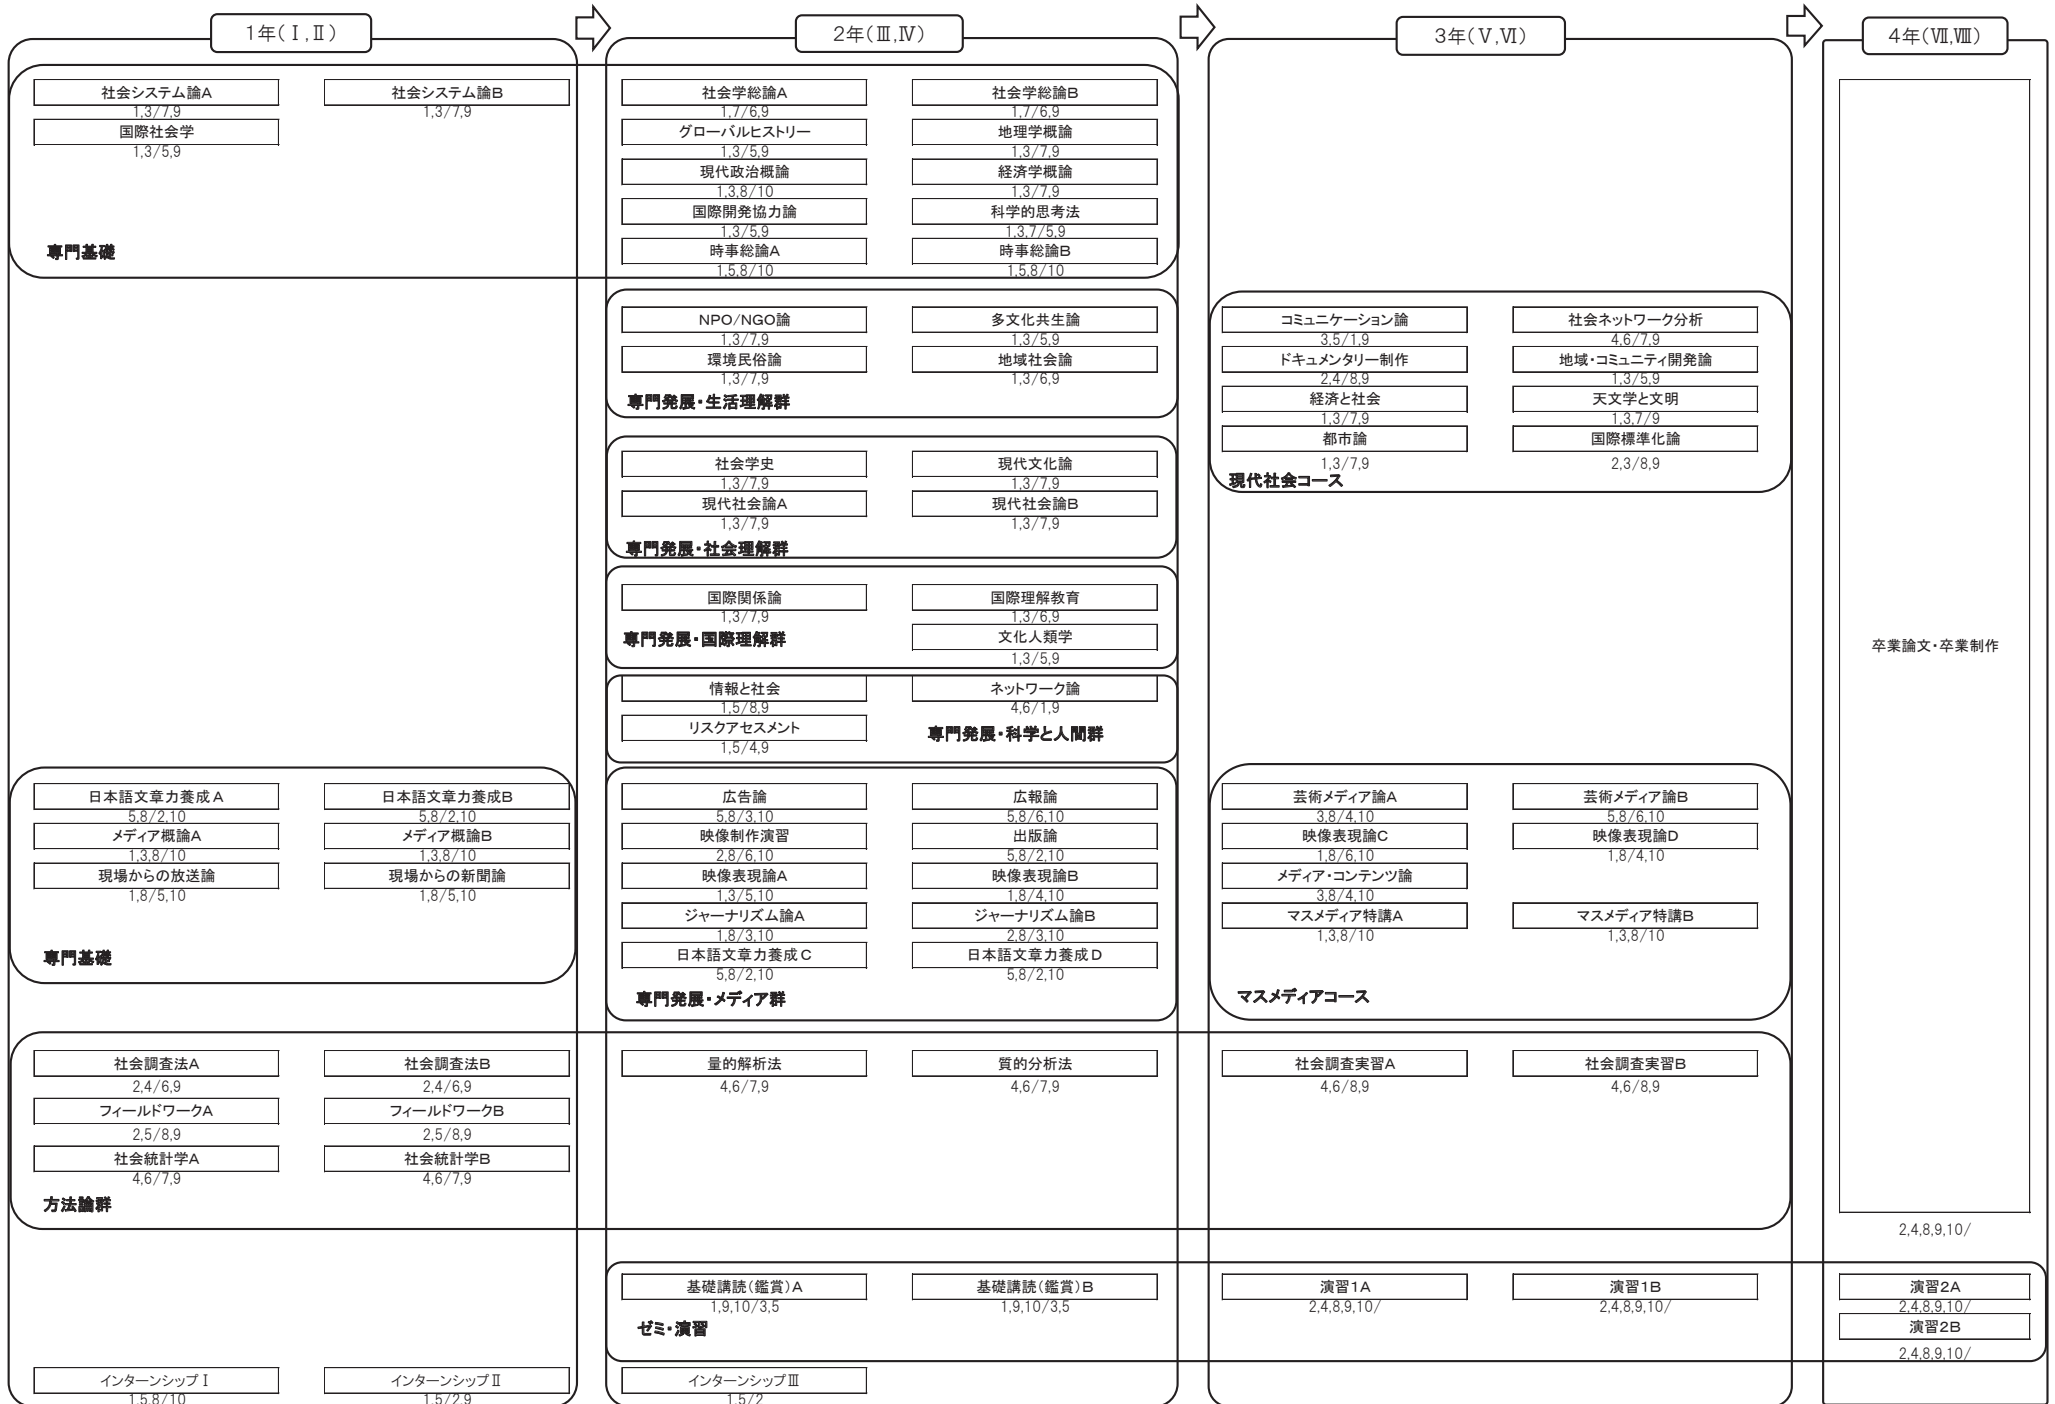 1年(Ⅰ,Ⅱ)
2年(Ⅲ,Ⅳ)
3年(Ⅴ,Ⅵ)
4年(Ⅶ,Ⅷ)
社会システム論A
社会システム論B
社会学総論A
社会学総論B
1,3/7,9
1,3/7,9
1,7/6,9
1,7/6,9
国際社会学
グローバルヒストリー
地理学概論
1,3/5,9
1,3/5,9
1,3/7,9
現代政治概論
経済学概論
1,3,8/10
1,3/7,9
国際開発協力論
科学的思考法
1,3/5,9
1,3,7/5,9
専門基礎
時事総論A
時事総論B
1,5,8/10
1,5,8/10
NPO/NGO論
多文化共生論
コミュニケーション論
社会ネットワーク分析
1,3/7,9
1,3/5,9
3,5/1,9
4,6/7,9
環境民俗論
地域社会論
ドキュメンタリー制作
地域・コミュニティ開発論
1,3/7,9
1,3/6,9
2,4/8,9
1,3/5,9
専門発展・生活理解群
経済と社会
天文学と文明
1,3/7,9
1,3,7/9
都市論
国際標準化論
1,3/7,9
2,3/8,9
現代社会コース
社会学史
現代文化論
1,3/7,9
1,3/7,9
現代社会論A
現代社会論B
1,3/7,9
1,3/7,9
専門発展・社会理解群
国際関係論
国際理解教育
1,3/7,9
1,3/6,9
専門発展・国際理解群
文化人類学
1,3/5,9
卒業論文・卒業制作
情報と社会
ネットワーク論
1,5/8,9
4,6/1,9
リスクアセスメント
専門発展・科学と人間群
1,5/4,9
日本語文章力養成A
日本語文章力養成B
広告論
広報論
芸術メディア論A
芸術メディア論B
5,8/2,10
5,8/2,10
5,8/3,10
5,8/6,10
3,8/4,10
5,8/6,10
メディア概論A
メディア概論B
映像制作演習
出版論
映像表現論C
映像表現論D
1,3,8/10
1,3,8/10
2,8/6,10
5,8/2,10
1,8/6,10
1,8/4,10
現場からの放送論
現場からの新聞論
映像表現論A
映像表現論B
メディア・コンテンツ論
1,8/5,10
1,8/5,10
1,3/5,10
1,8/4,10
3,8/4,10
ジャーナリズム論A
ジャーナリズム論B
マスメディア特講A
マスメディア特講B
1,8/3,10
2,8/3,10
1,3,8/10
1,3,8/10
専門基礎
日本語文章力養成C
日本語文章力養成D
5,8/2,10
5,8/2,10
専門発展・メディア群
マスメディアコース
社会調査法A
社会調査法B
量的解析法
質的分析法
社会調査実習A
社会調査実習B
2,4/6,9
2,4/6,9
4,6/7,9
4,6/7,9
4,6/8,9
4,6/8,9
フィールドワークA
フィールドワークB
2,5/8,9
2,5/8,9
社会統計学A
社会統計学B
4,6/7,9
4,6/7,9
方法論群
2,4,8,9,10/
基礎講読(鑑賞)A
基礎講読(鑑賞)B
演習1A
演習1B
演習2A
1,9,10/3,5
1,9,10/3,5
2,4,8,9,10/
2,4,8,9,10/
2,4,8,9,10/
ゼミ・演習
演習2B
2,4,8,9,10/
インターンシップⅠ
インターンシップⅡ
インターンシップⅢ
1,5,8/10
1,5/2,9
1,5/2